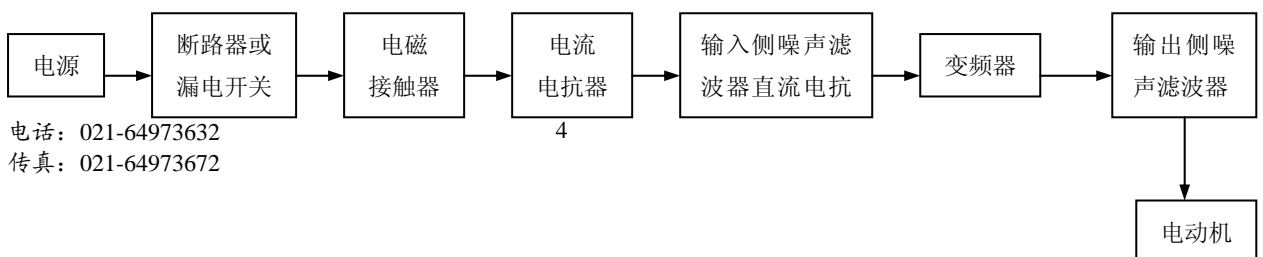 电源
断路器或
漏电开关
电磁
接触器
电流
电抗器
输入侧噪声滤
波器直流电抗
变频器
输出侧噪
声滤波器
电话：021-64973632
4
传真：021-64973672
电动机